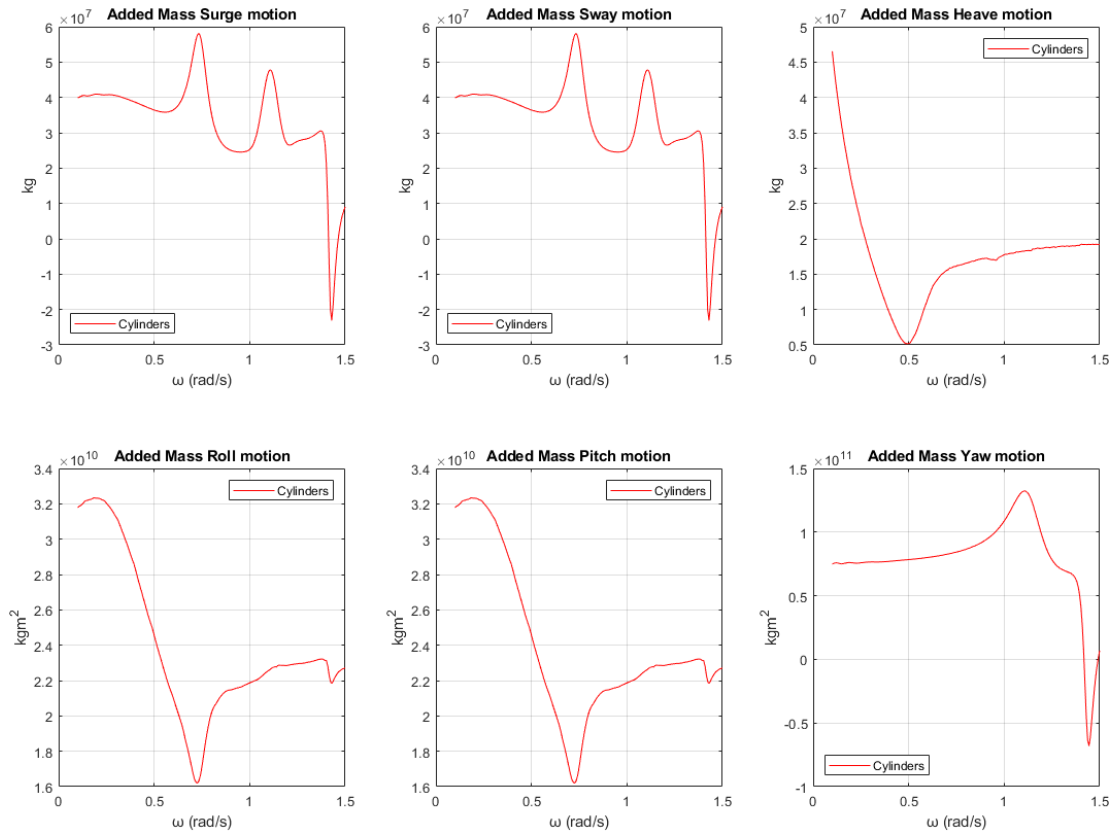 Added Mass Surge motion
×10⁷
6
5
4
3
2
1
0
-1
-2
-3
kg
Cylinders
0 0.5 1 1.5
ω (rad/s)
Added Mass Sway motion
×10⁷
6
5
4
3
2
1
0
-1
-2
-3
kg
Cylinders
0 0.5 1 1.5
ω (rad/s)
Added Mass Heave motion
×10⁷
Cylinders
5
4.5
4
3.5
3
2.5
2
1.5
1
0.5
kg
0 0.5 1 1.5
ω (rad/s)
Added Mass Roll motion
×10¹⁰
Cylinders
3.4
3.2
3
2.8
2.6
2.4
2.2
2
1.8
1.6
kgm²
0 0.5 1 1.5
ω (rad/s)
Added Mass Pitch motion
×10¹⁰
Cylinders
3.4
3.2
3
2.8
2.6
2.4
2.2
2
1.8
1.6
kgm²
0 0.5 1 1.5
ω (rad/s)
Added Mass Yaw motion
×10¹¹
1.5
1
0.5
0
-0.5
-1
kgm²
Cylinders
0 0.5 1 1.5
ω (rad/s)